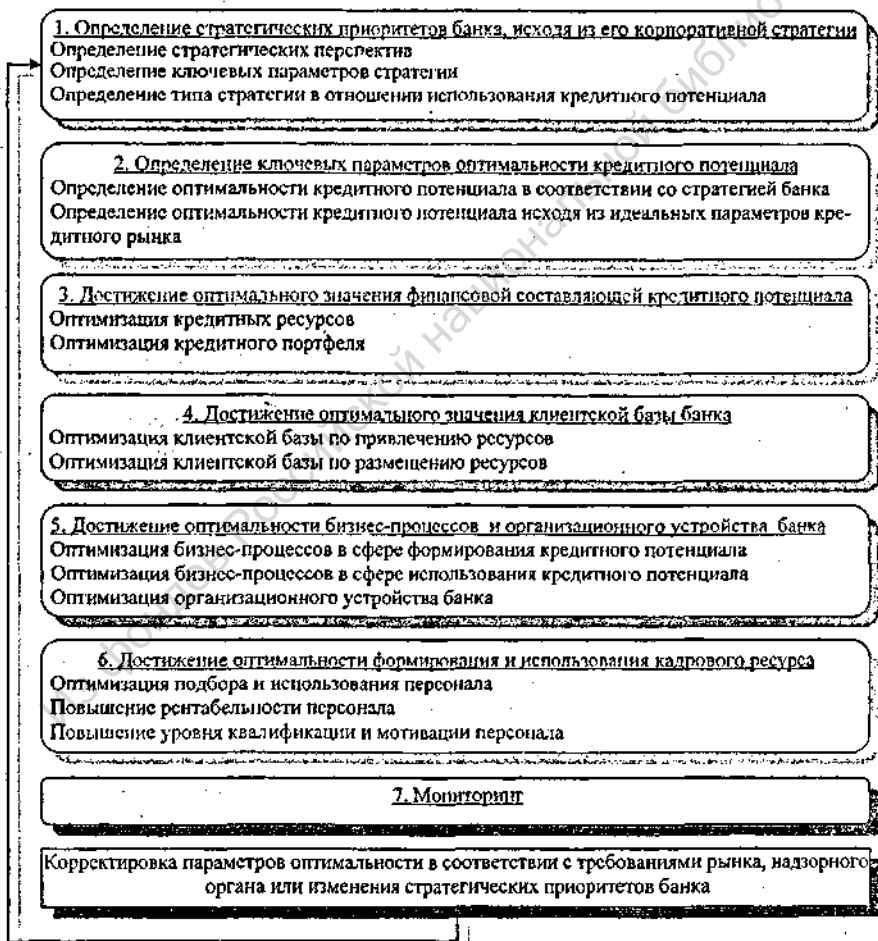 1. Определение стратегических приоритетов банка, исходя из его корпоративной стратегии
Определение стратегических перспектив
Определение ключевых параметров стратегии
Определение типа стратегии в отношении использования кредитного потенциала
2. Определение ключевых параметров оптимальности кредитного потенциала
Определение оптимальности кредитного потенциала в соответствии со стратегией банка
Определение оптимальности кредитного потенциала исходя из идеальных параметров кре-
дитного рынка
3. Достижение оптимального значения финансовой составляющей кредитного потенциала
Оптимизация кредитных ресурсов
Оптимизация кредитного портфеля
4. Достижение оптимального значения клиентской базы банка
Оптимизация клиентской базы по привлечению ресурсов
Оптимизация клиентской базы по размещению ресурсов
5. Достижение оптимальности бизнес-процессов и организационного устройства банка
Оптимизация бизнес-процессов в сфере формирования кредитного потенциала
Оптимизация бизнес-процессов в сфере использования кредитного потенциала
Оптимизация организационного устройства банка
6. Достижение оптимальности формирования и использования кадрового ресурса
Оптимизация подбора и использования персонала
Повышение рентабельности персонала
Повышение уровня квалификации и мотивации персонала
7. Мониторинг
Корректировка параметров оптимальности в соответствии с требованиями рынка, надзорного
органа или изменения стратегических приоритетов банка
Из фондов Российской национальной библио